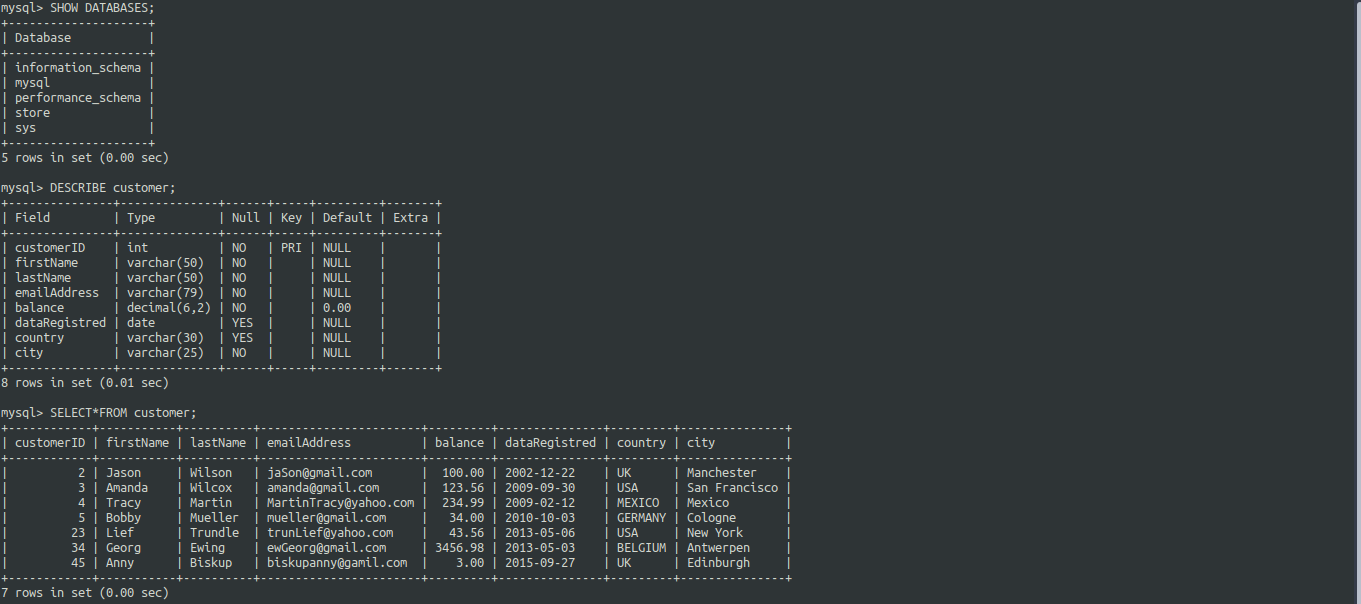 mysql> SHOW DATABASES;
+--------------------+
| Database           |
+--------------------+
| information_schema |
| mysql              |
| performance_schema |
| store              |
| sys                |
+--------------------+
5 rows in set (0.00 sec)
mysql> DESCRIBE customer;
+---------------+--------------+------+-----+---------+-------+
| Field         | Type         | Null | Key | Default | Extra |
+---------------+--------------+------+-----+---------+-------+
| customerID    | int          | NO   | PRI | NULL    |       |
| firstName     | varchar(50)  | NO   |     | NULL    |       |
| lastName      | varchar(50)  | NO   |     | NULL    |       |
| emailAddress  | varchar(79)  | NO   |     | NULL    |       |
| balance       | decimal(6,2) | NO   |     | 0.00    |       |
| dataRegistred | date         | YES  |     | NULL    |       |
| country       | varchar(30)  | YES  |     | NULL    |       |
| city          | varchar(25)  | NO   |     | NULL    |       |
+---------------+--------------+------+-----+---------+-------+
8 rows in set (0.01 sec)
mysql> SELECT*FROM customer;
+------------+-----------+----------+-----------------------+---------+---------------+---------+---------------+
| customerID | firstName | lastName | emailAddress          | balance | dataRegistred | country | city          |
+------------+-----------+----------+-----------------------+---------+---------------+---------+---------------+
|          2 | Jason     | Wilson   | jaSon@gmail.com       |  100.00 | 2002-12-22    | UK      | Manchester    |
|          3 | Amanda    | Wilcox   | amanda@gmail.com      |  123.56 | 2009-09-30    | USA     | San Francisco |
|          4 | Tracy     | Martin   | MartinTracy@yahoo.com |  234.99 | 2009-02-12    | MEXICO  | Mexico        |
|          5 | Bobby     | Mueller  | mueller@gmail.com     |   34.00 | 2010-10-03    | GERMANY | Cologne       |
|         23 | Lief      | Trundle  | trunLief@yahoo.com    |   43.56 | 2013-05-06    | USA     | New York      |
|         34 | Georg     | Ewing    | ewGeorg@gmail.com     | 3456.98 | 2013-05-03    | BELGIUM | Antwerpen     |
|         45 | Anny      | Biskup   | biskupanny@gamil.com  |    3.00 | 2015-09-27    | UK      | Edinburgh     |
+------------+-----------+----------+-----------------------+---------+---------------+---------+---------------+
7 rows in set (0.00 sec)